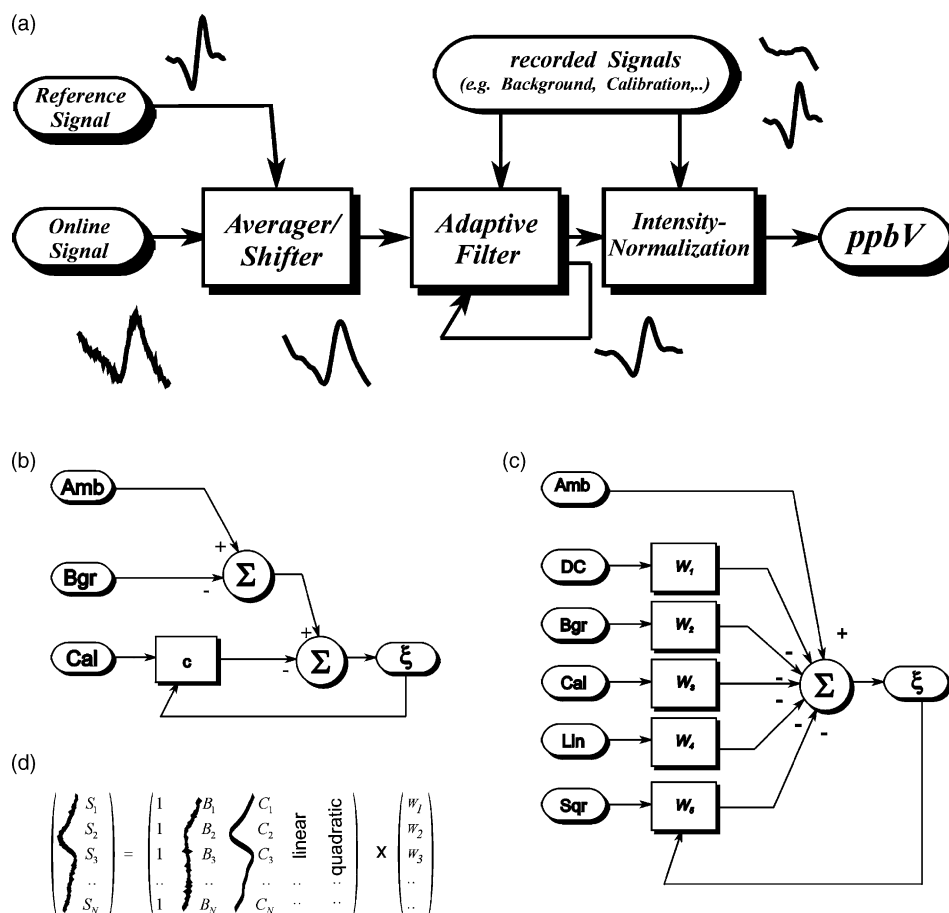 (a)
recorded Signals
(e.g. Background, Calibration,..)
Reference
Signal
Online
Signal
Averager/
Shifter
Adaptive
Filter
Intensity-
Normalization
ppbV
(b)
Amb
+
Bgr
-
Σ
+
Cal
c
-
Σ
ξ
(c)
Amb
DC
W1
Bgr
W2
+
-
Cal
W3
-
Σ
ξ
-
Lin
W4
-
-
Sqr
W5
(d)
S1 1 B1 C1 W1
S2 1 B2 C2 W2
S3 = 1 B3 C3 linear quadratic x W3
.. .. .. .. .. .. ..
SN 1 BN CN .. .. ..